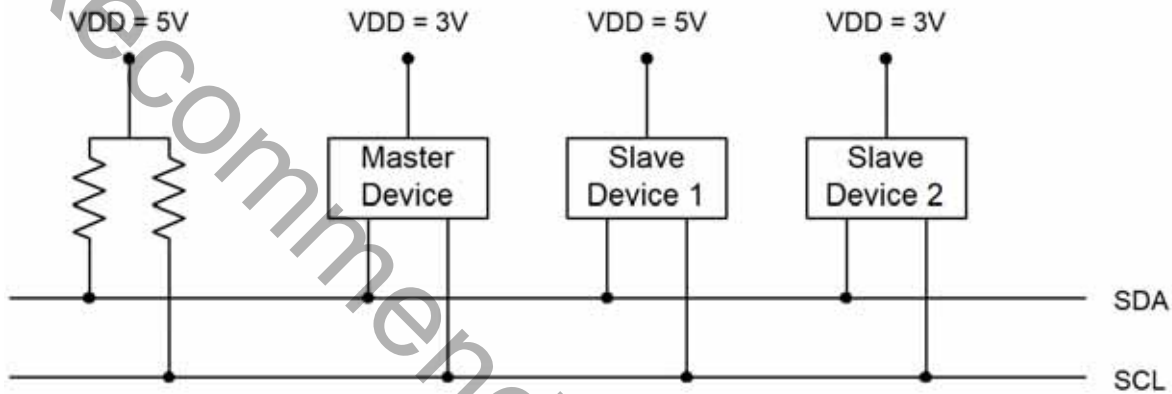 VDD = 5V
VDD = 3V
VDD = 5V
VDD = 3V
Master
Device
Slave
Device 1
Slave
Device 2
SDA
SCL